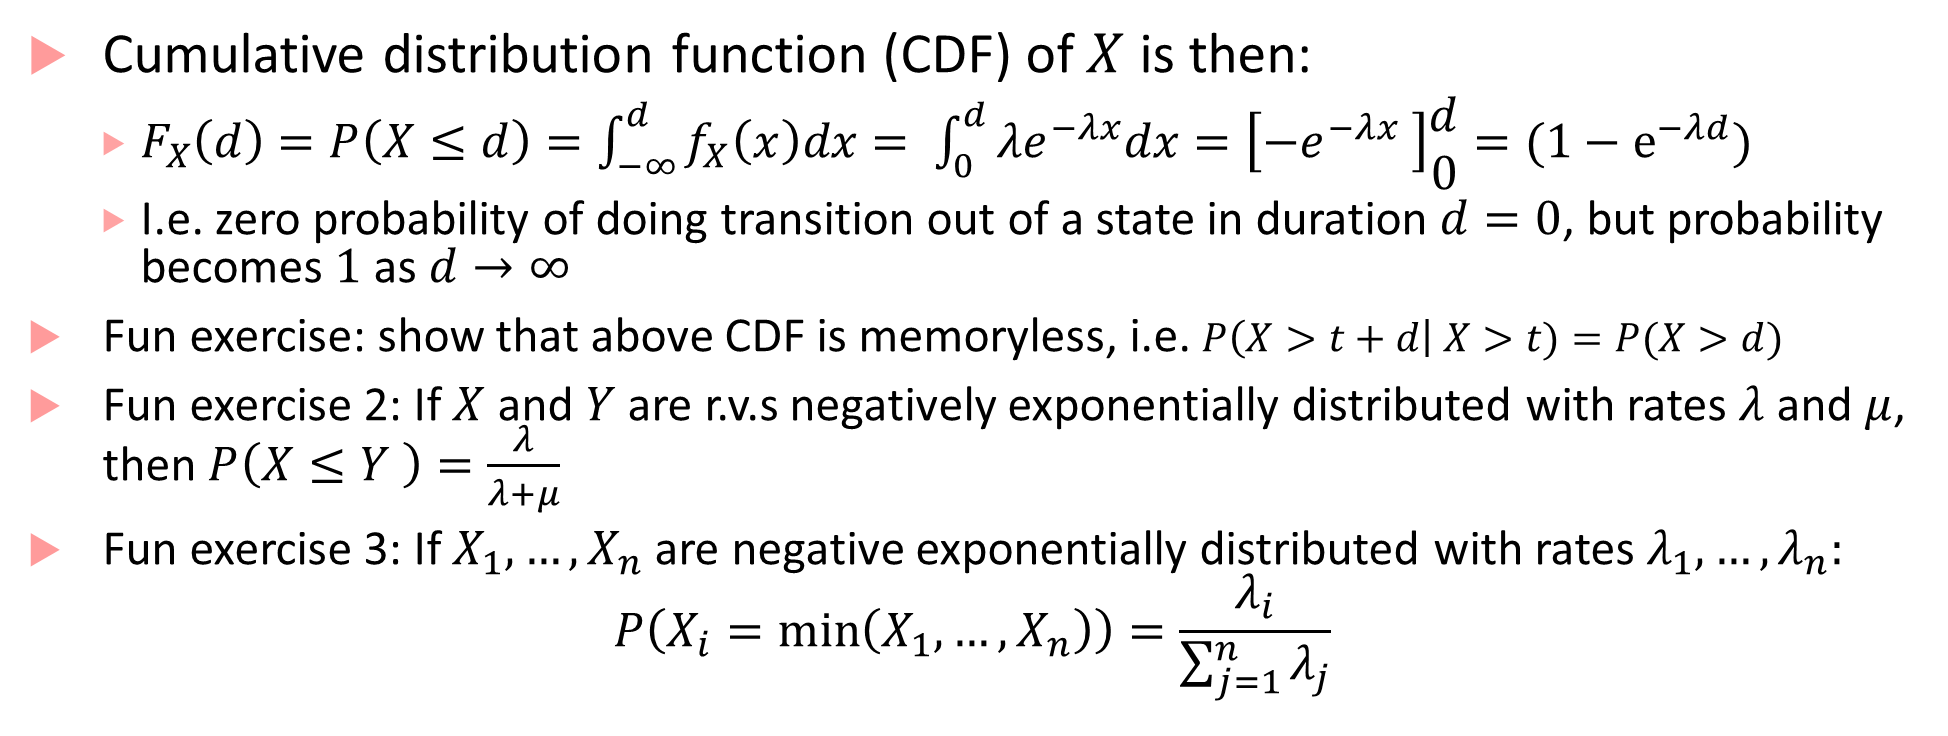 Cumulative distribution function (CDF) of X is then:
F_X(d) = P(X ≤ d) = ∫_{−∞}^{d} f_X(x)dx = ∫_0^d λe^{−λx}dx = [−e^{−λx}]_0^d = (1 − e^{−λd})
I.e. zero probability of doing transition out of a state in duration d = 0, but probability
becomes 1 as d → ∞
Fun exercise: show that above CDF is memoryless, i.e. P(X > t + d| X > t) = P(X > d)
Fun exercise 2: If X and Y are r.v.s negatively exponentially distributed with rates λ and μ,
then P(X ≤ Y ) = \frac{λ}{λ+μ}
Fun exercise 3: If X_1, … , X_n are negative exponentially distributed with rates λ_1, … , λ_n:
P(X_i = min(X_1, … , X_n)) = \frac{λ_i}{∑_{j=1}^{n} λ_j}